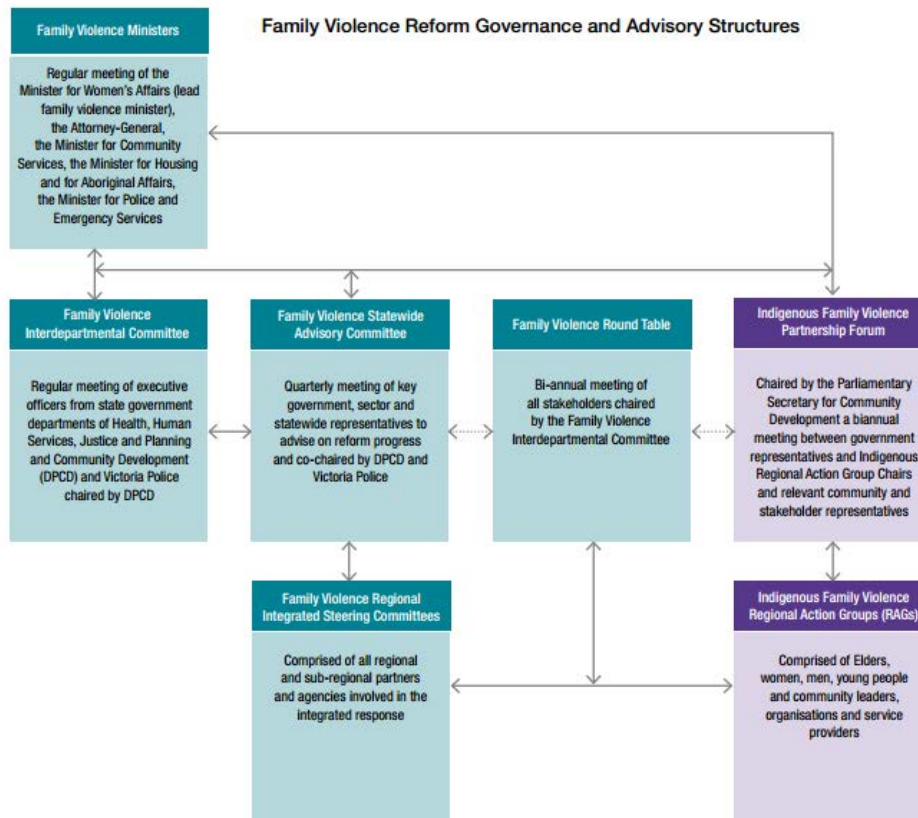 Family Violence Reform Governance and Advisory Structures
Family Violence Ministers
Regular meeting of the
Minister for Women's Affairs (lead
family violence minister),
the Attorney-General,
the Minister for Community
Services, the Minister for Housing
and for Aboriginal Affairs,
the Minister for Police and
Emergency Services
Family Violence
Interdepartmental Committee
Regular meeting of executive
officers from state government
departments of Health, Human
Services, Justice and Planning
and Community Development
(DPCD) and Victoria Police
chaired by DPCD
Family Violence Statewide
Advisory Committee
Quarterly meeting of key
government, sector and
statewide representatives to
advise on reform progress
and co-chaired by DPCD and
Victoria Police
Family Violence Round Table
Bi-annual meeting of
all stakeholders chaired
by the Family Violence
Interdepartmental Committee
Indigenous Family Violence
Partnership Forum
Chaired by the Parliamentary
Secretary for Community
Development a biannual
meeting between government
representatives and Indigenous
Regional Action Group Chairs
and relevant community and
stakeholder representatives
Family Violence Regional
Integrated Steering Committees
Comprised of all regional
and sub-regional partners
and agencies involved in the
integrated response
Indigenous Family Violence
Regional Action Groups (RAGs)
Comprised of Elders,
women, men, young people
and community leaders,
organisations and service
providers